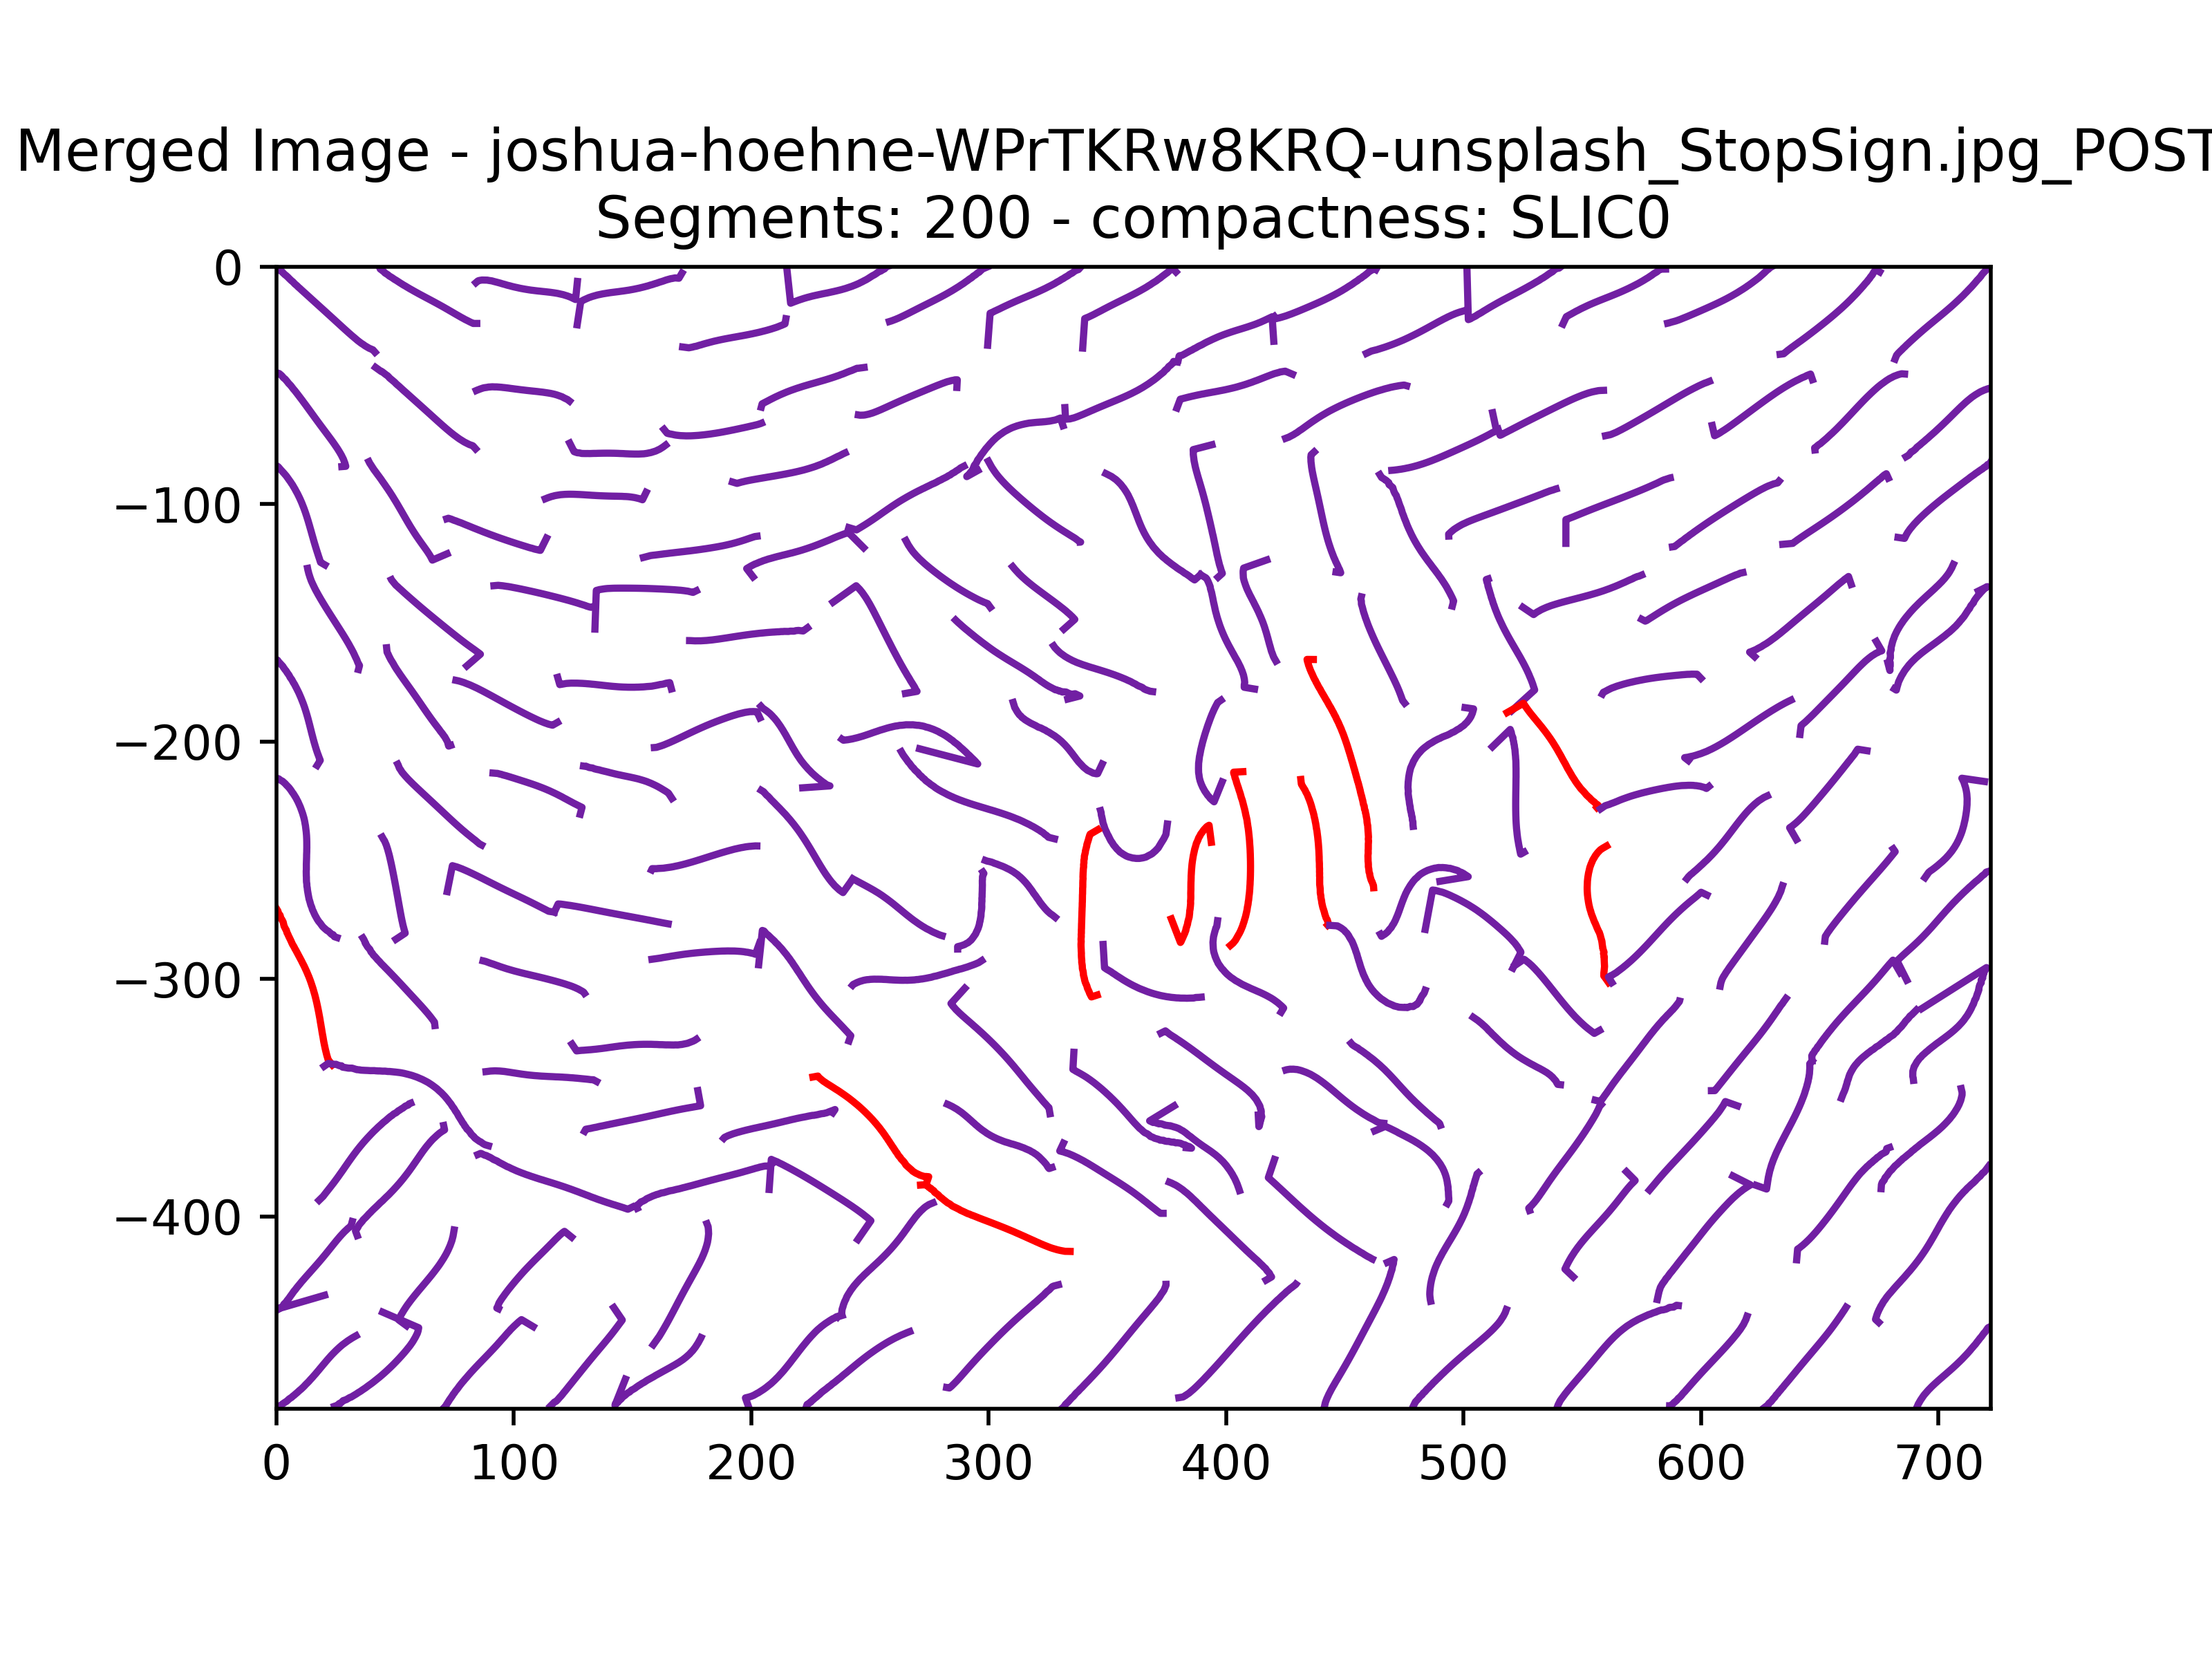 Merged Image - joshua-hoehne-WPrTKRw8KRQ-unsplash_StopSign.jpg_POST
Segments: 200 - compactness: SLIC0
0
−100
−200
−300
−400
0 100 200 300 400 500 600 700